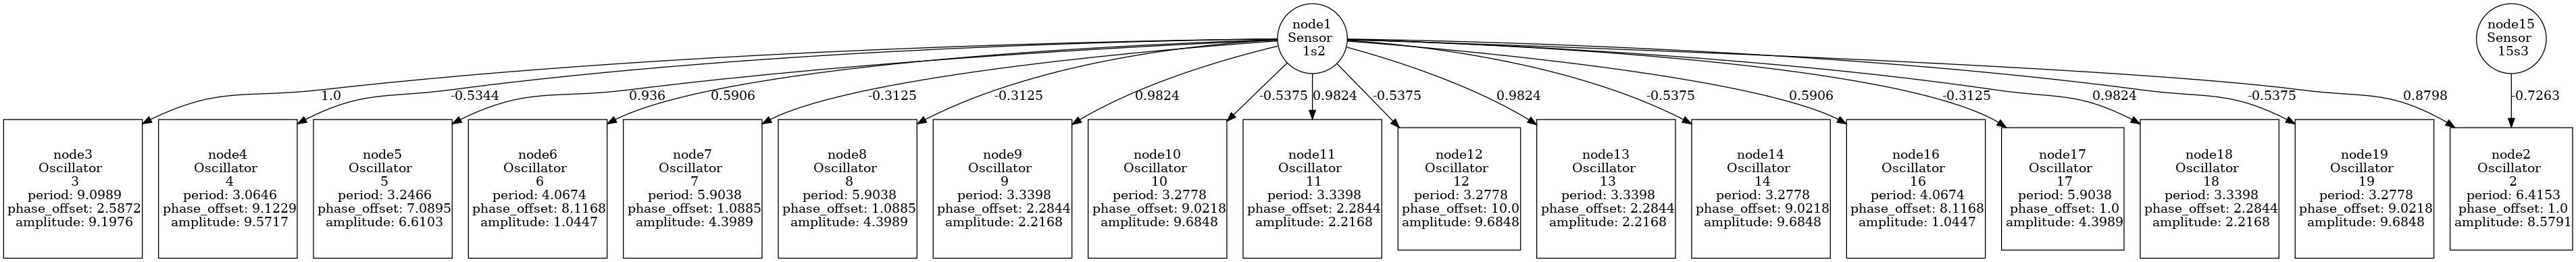 node1
Sensor
1s2
node15
Sensor
15s3
1.0
-0.5344
0.936
0.5906
-0.3125
-0.3125
0.9824
-0.5375
0.9824
-0.5375
0.9824
-0.5375
0.5906
-0.3125
0.9824
-0.5375
0.8798
-0.7263
node3
Oscillator
3
period: 9.0989
phase_offset: 2.5872
amplitude: 9.1976
node4
Oscillator
4
period: 3.0646
phase_offset: 9.1229
amplitude: 9.5717
node5
Oscillator
5
period: 3.2466
phase_offset: 7.0895
amplitude: 6.6103
node6
Oscillator
6
period: 4.0674
phase_offset: 8.1168
amplitude: 1.0447
node7
Oscillator
7
period: 5.9038
phase_offset: 1.0885
amplitude: 4.3989
node8
Oscillator
8
period: 5.9038
phase_offset: 1.0885
amplitude: 4.3989
node9
Oscillator
9
period: 3.3398
phase_offset: 2.2844
amplitude: 2.2168
node10
Oscillator
10
period: 3.2778
phase_offset: 9.0218
amplitude: 9.6848
node11
Oscillator
11
period: 3.3398
phase_offset: 2.2844
amplitude: 2.2168
node12
Oscillator
12
period: 3.2778
phase_offset: 10.0
amplitude: 9.6848
node13
Oscillator
13
period: 3.3398
phase_offset: 2.2844
amplitude: 2.2168
node14
Oscillator
14
period: 3.2778
phase_offset: 9.0218
amplitude: 9.6848
node16
Oscillator
16
period: 4.0674
phase_offset: 8.1168
amplitude: 1.0447
node17
Oscillator
17
period: 5.9038
phase_offset: 1.0
amplitude: 4.3989
node18
Oscillator
18
period: 3.3398
phase_offset: 2.2844
amplitude: 2.2168
node19
Oscillator
19
period: 3.2778
phase_offset: 9.0218
amplitude: 9.6848
node2
Oscillator
2
period: 6.4153
phase_offset: 1.0
amplitude: 8.5791